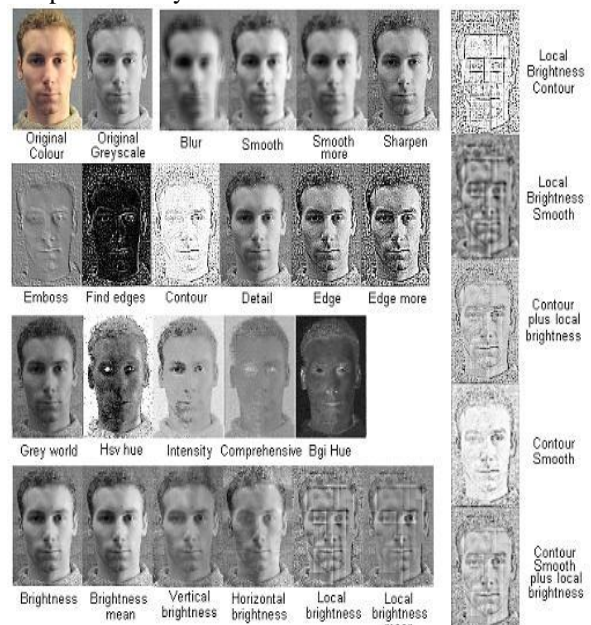 Original
Colour
Original
Greyscale
Blur
Smooth
Smooth
more
Sharpen
Local
Brightness
Contour
Local
Brightness
Smooth
Emboss
Find edges
Contour
Detail
Edge
Edge more
Contour
plus local
brightness
Grey world
Hsv hue
Intensity
Comprehensive
Bgi Hue
Contour
Smooth
Brightness
Brightness
mean
Vertical
brightness
Horizontal
brightness
Local
brightness
Local
brightness
Contour
Smooth
plus local
brightness